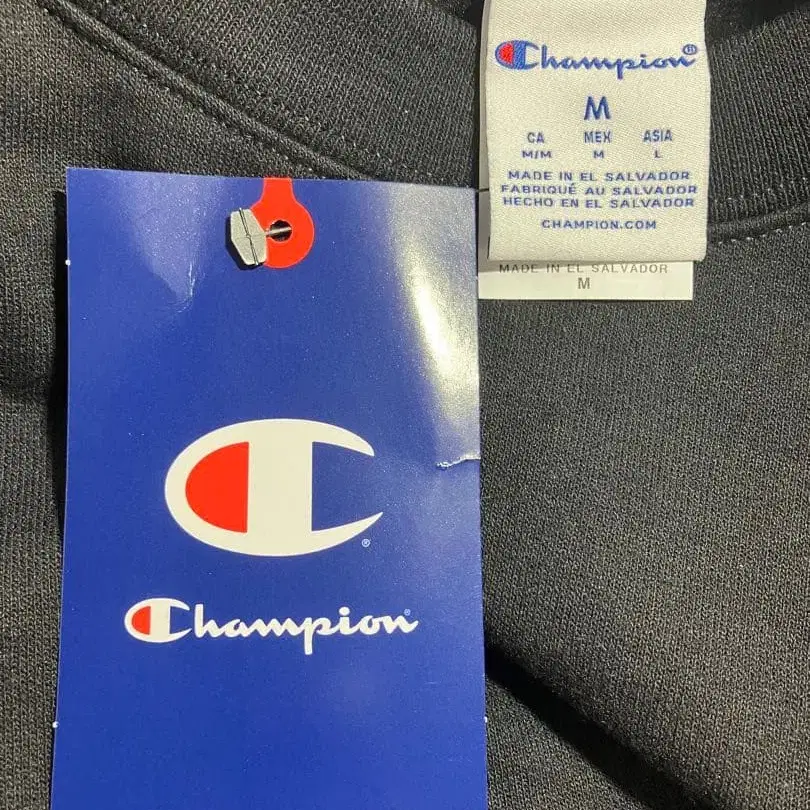 Champion®
M
CA MEX ASIA
M/M M L
MADE IN EL SALVADOR
FABRIQUÉ AU SALVADOR
HECHO EN EL SALVADOR
CHAMPION.COM
MADE IN EL SALVADOR
M
®
Champion®